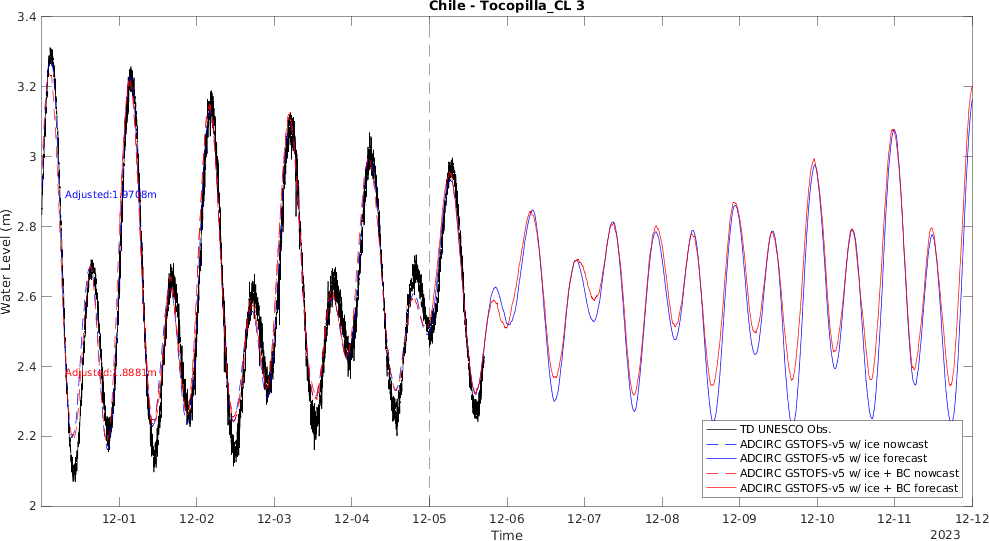 Chile - Tocopilla_CL 3
3.4
3.2
3
2.8
2.6
2.4
2.2
2
Water Level (m)
Adjusted:1.9708m
Adjusted:1.8881m
TD UNESCO Obs.
ADCIRC GSTOFS-v5 w/ ice nowcast
ADCIRC GSTOFS-v5 w/ ice forecast
ADCIRC GSTOFS-v5 w/ ice + BC nowcast
ADCIRC GSTOFS-v5 w/ ice + BC forecast
12-01 12-02 12-03 12-04 12-05 12-06 12-07 12-08 12-09 12-10 12-11 12-12
Time
2023